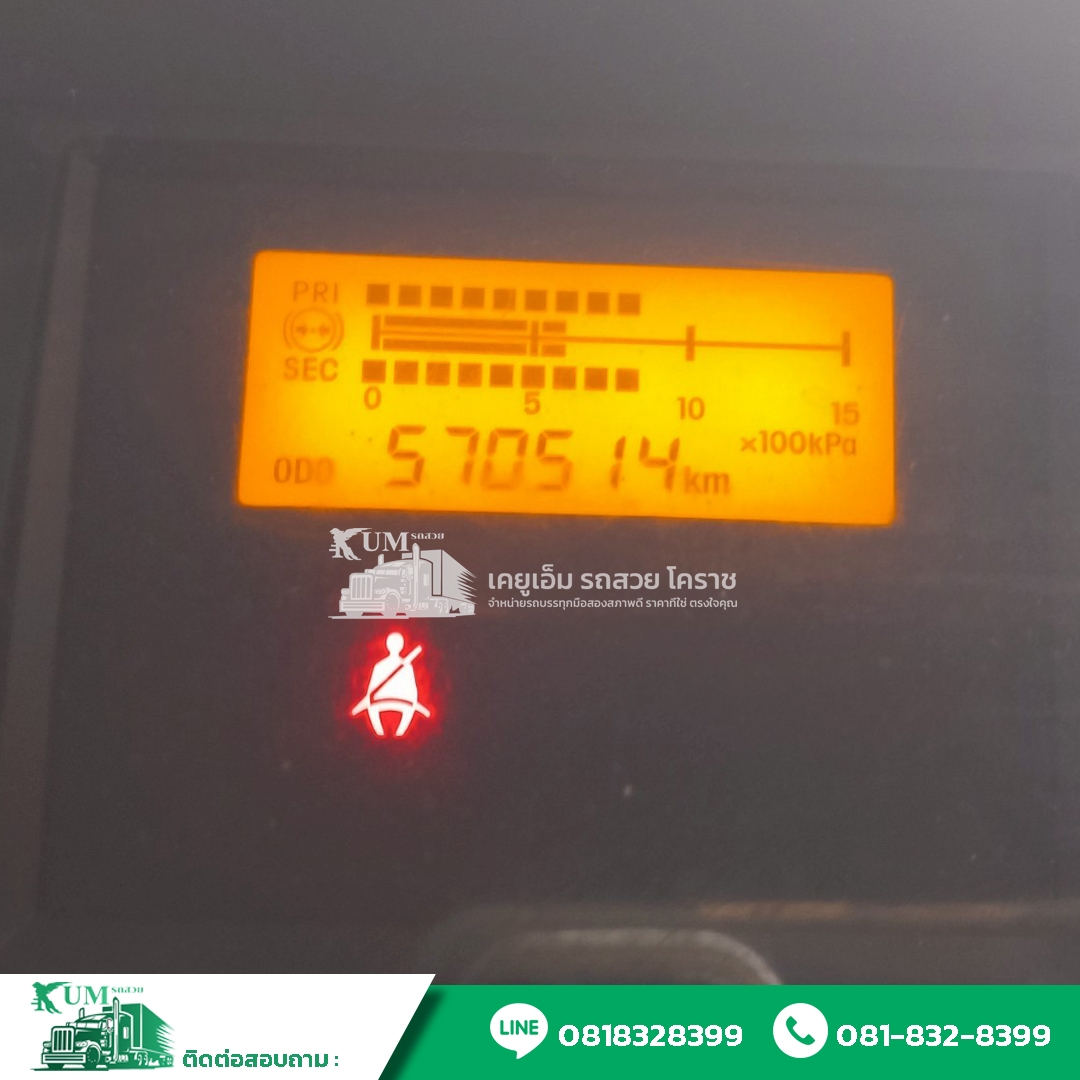 PRI
SEC
0 5 10 15
×100kPa
ODO 570514km
KUM รถสวย
เคยูเอ็ม รถสวย โคราช
จำหน่ายรถบรรทุกมือสองสภาพดี ราคาที่ใช่ ตรงใจคุณ
KUM รถสวย
ติดต่อสอบถาม :
LINE 0818328399
081-832-8399